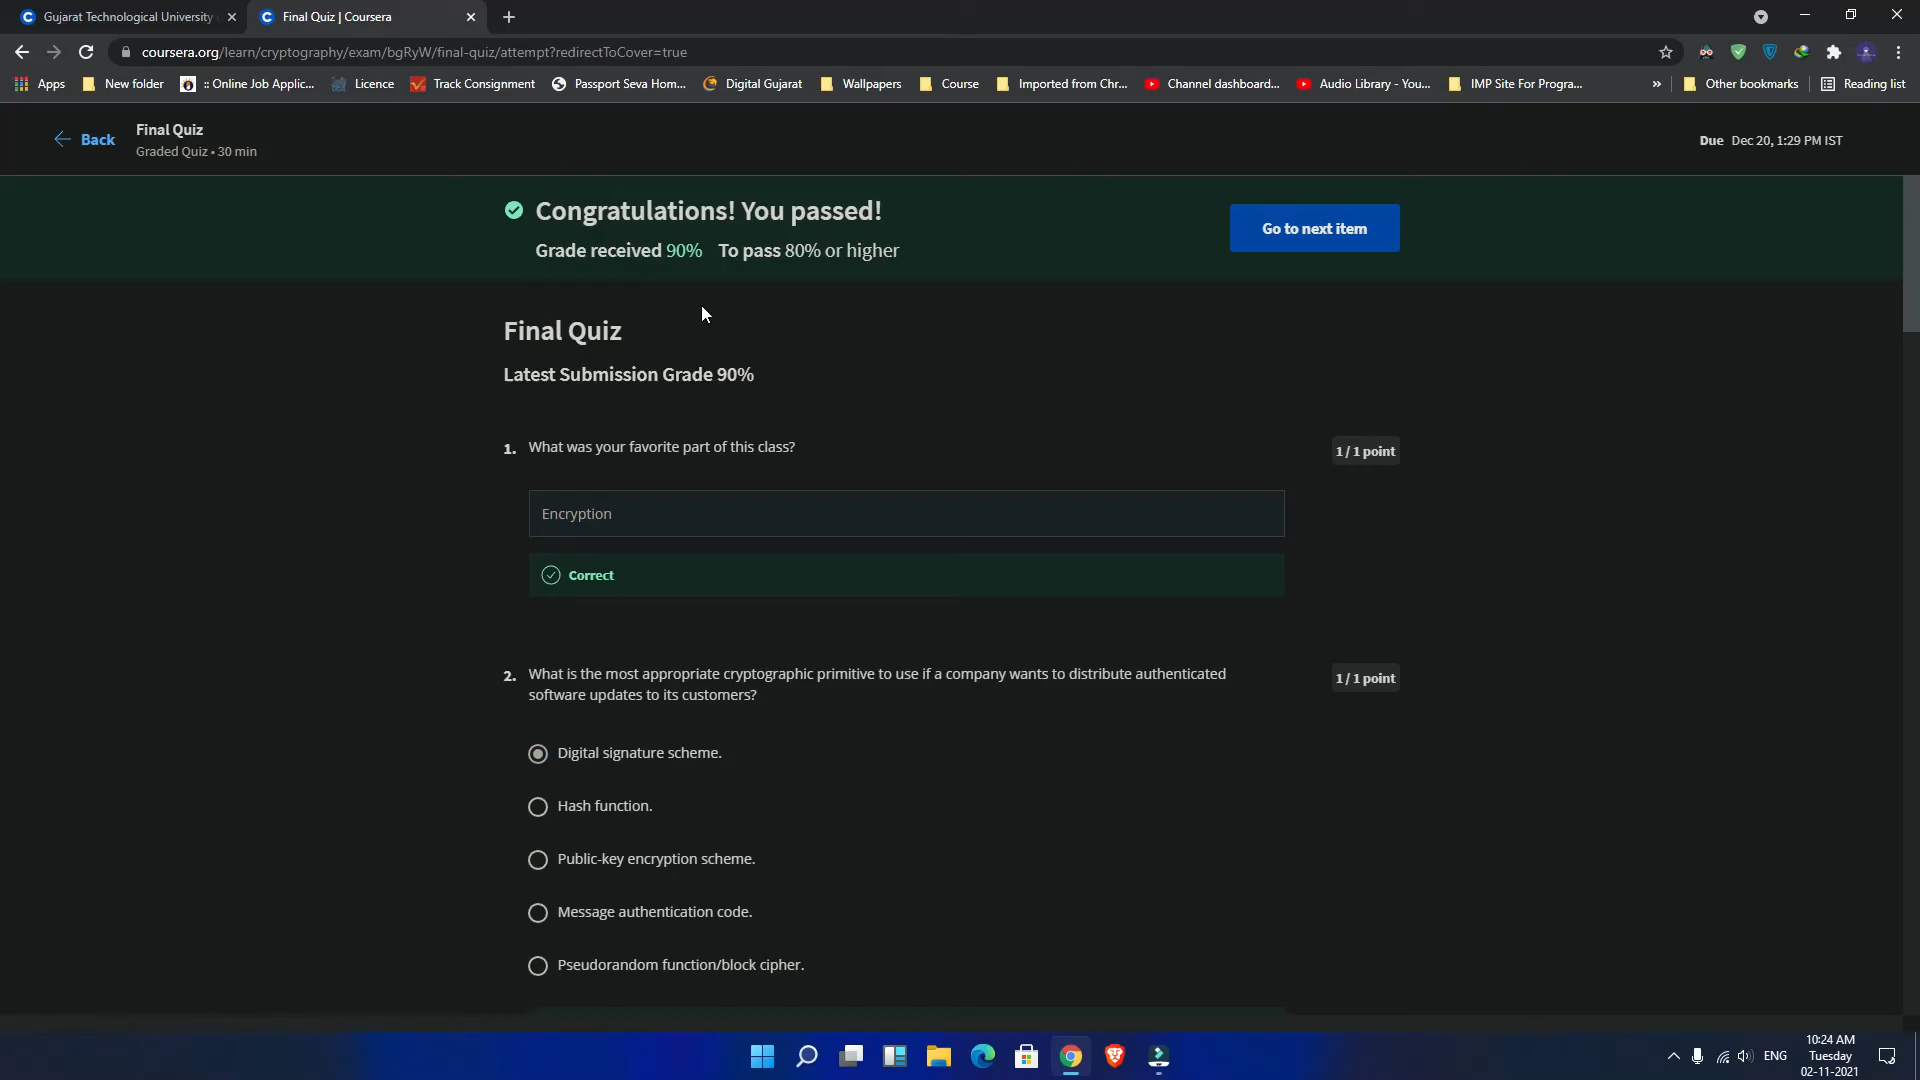 Gujarat Technological University
Final Quiz | Coursera
coursera.org/learn/cryptography/exam/bgRyW/final-quiz/attempt?redirectToCover=true
Apps
New folder
:: Online Job Applic...
Licence
Track Consignment
Passport Seva Hom...
Digital Gujarat
Wallpapers
Course
Imported from Chr...
Channel dashboard...
Audio Library - You...
IMP Site For Progra...
»
Other bookmarks
Reading list
Back
Final Quiz
Graded Quiz • 30 min
Due Dec 20, 1:29 PM IST
Congratulations! You passed!
Grade received 90% To pass 80% or higher
Go to next item
Final Quiz
Latest Submission Grade 90%
1. What was your favorite part of this class?
1 / 1 point
Encryption
Correct
2. What is the most appropriate cryptographic primitive to use if a company wants to distribute authenticated
software updates to its customers?
1 / 1 point
Digital signature scheme.
Hash function.
Public-key encryption scheme.
Message authentication code.
Pseudorandom function/block cipher.
ENG
10:24 AM
Tuesday
02-11-2021